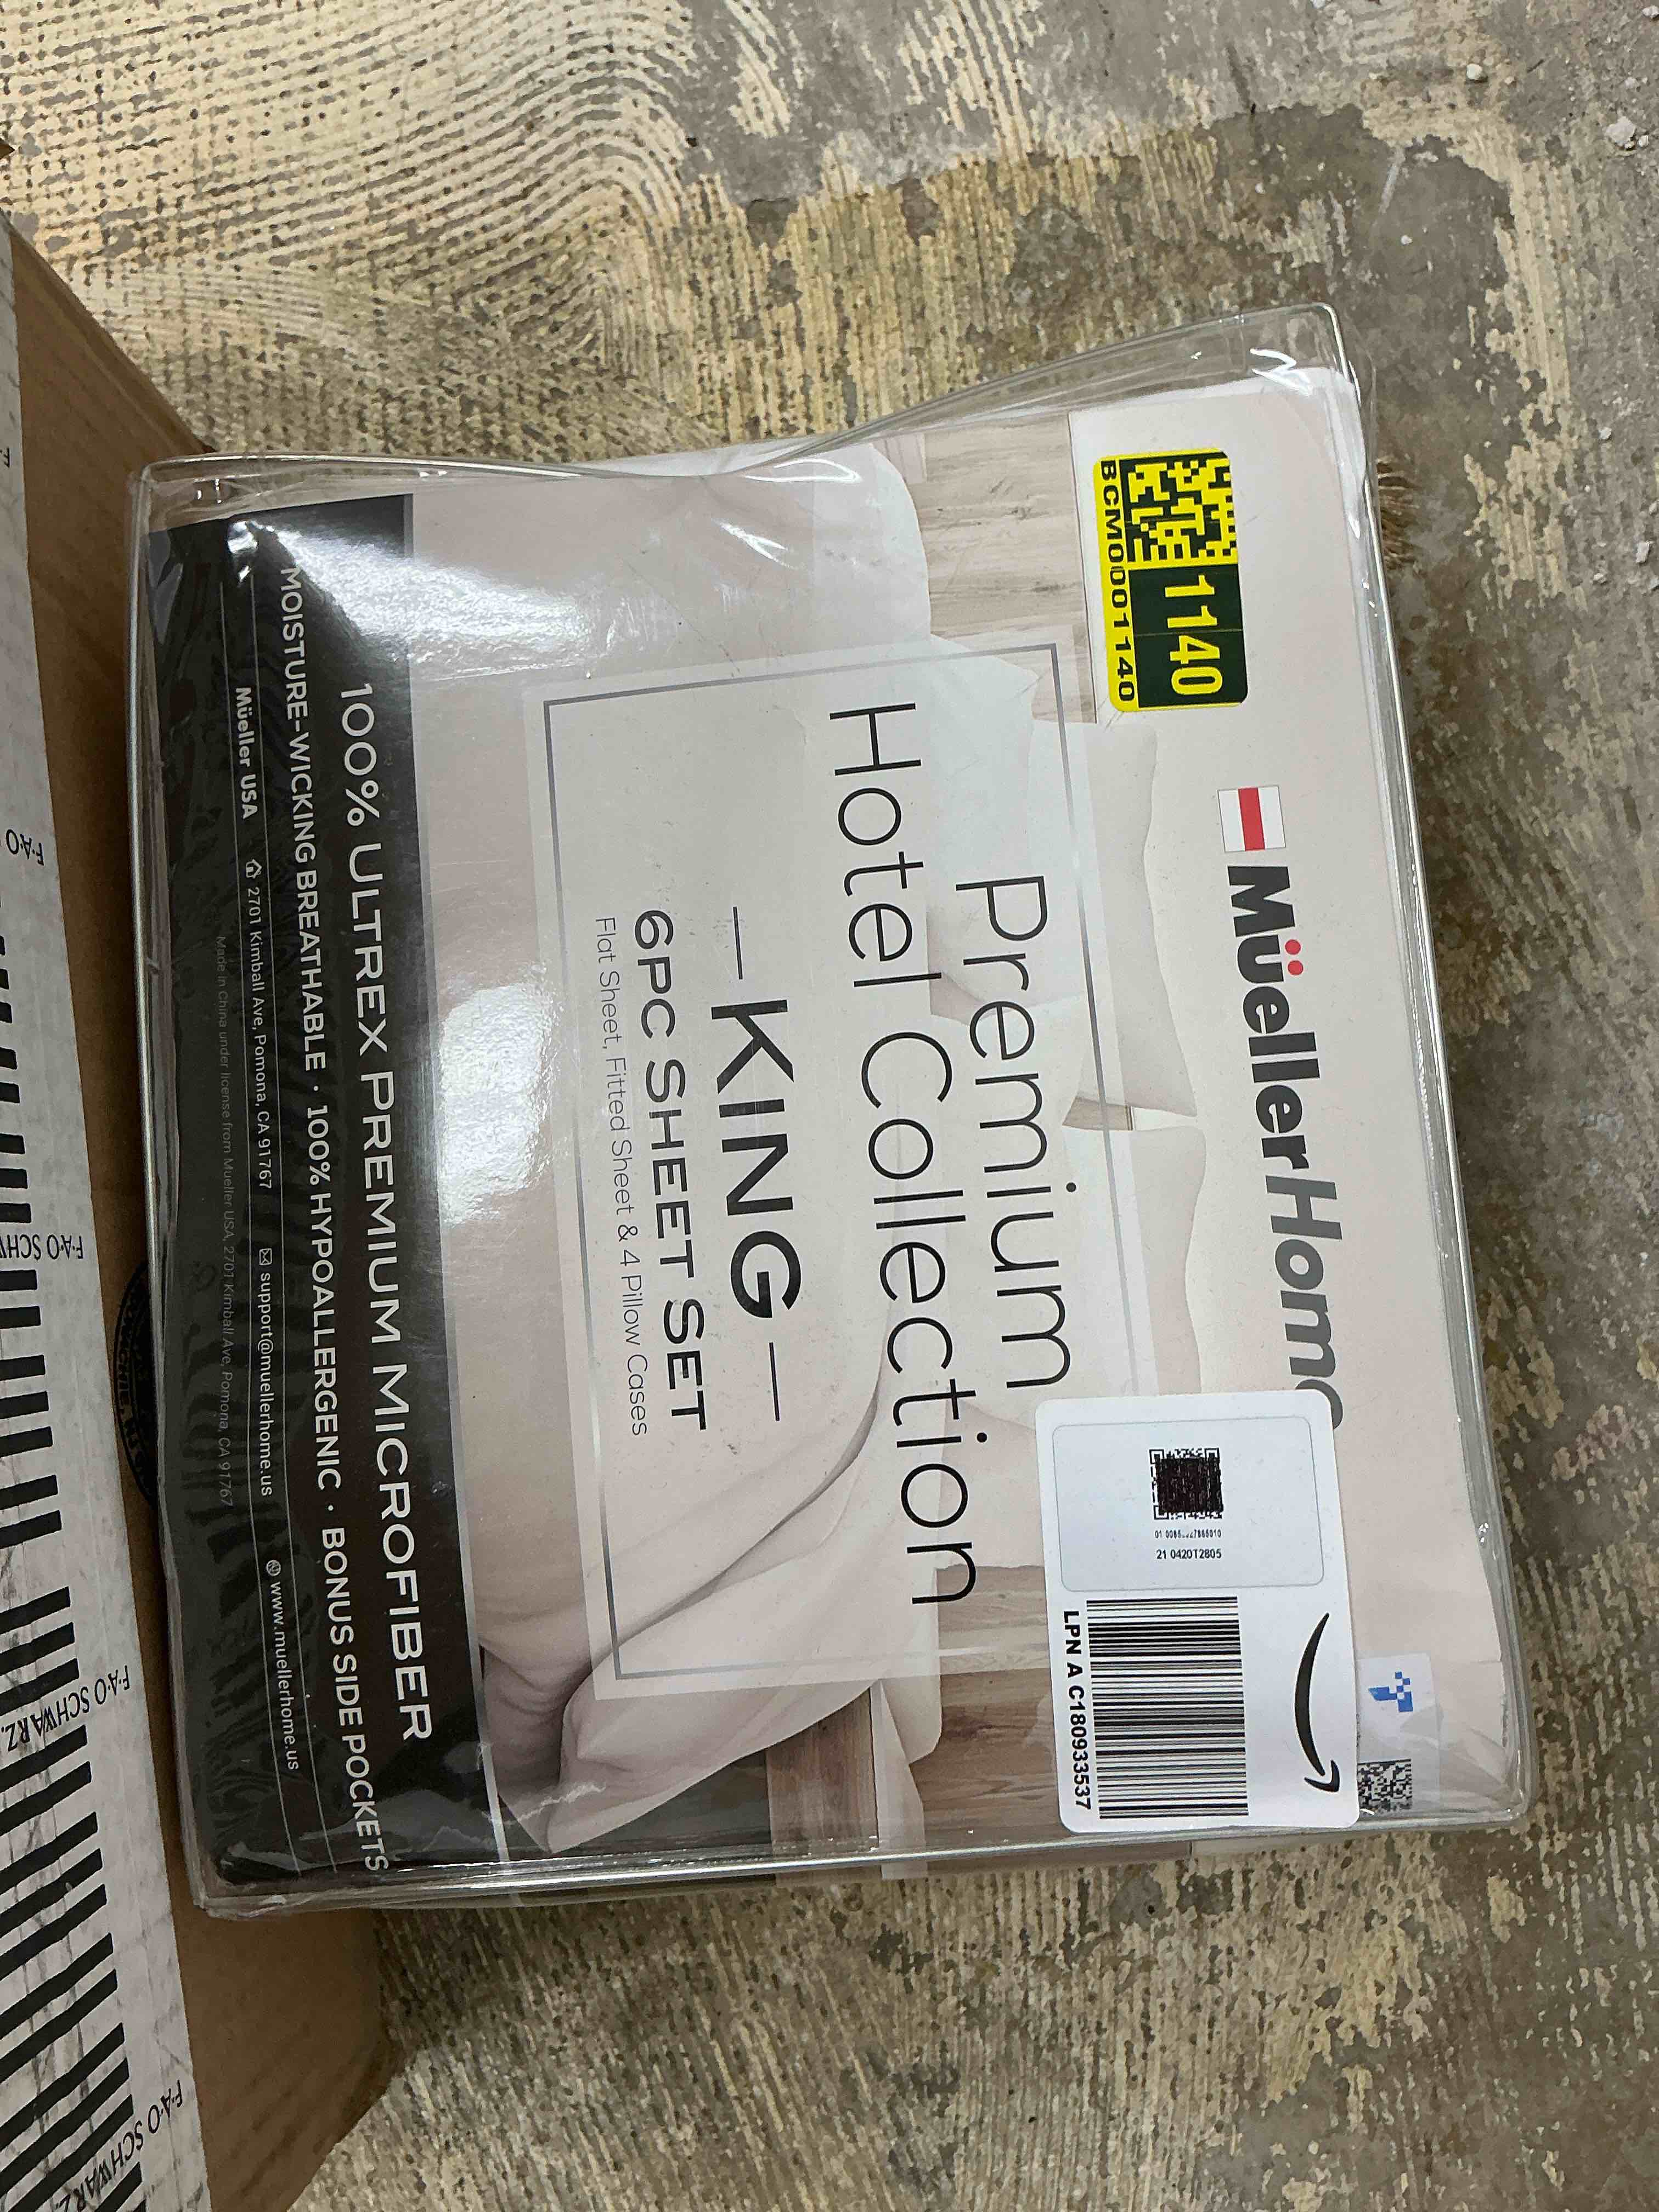 MüellerHome
1140
BCM0001140
Premium
Hotel Collection
KING
6PC SHEET SET
Flat Sheet, Fitted Sheet & 4 Pillow Cases
21 0420T2805
LPN A C180933537
100% ULTREX PREMIUM MICROFIBER
MOISTURE-WICKING BREATHABLE · 100% HYPOALLERGENIC · BONUS SIDE POCKETS
Müeller USA 2701 Kimball Ave, Pomona, CA 91767 support@muellerhome.us www.muellerhome.us
Made in China under license from Mueller USA, 2701 Kimball Ave, Pomona, CA 91767
F·A·O
F·A·O SCHW
F·A·O SCHWARZ
F·A·O SCHWARZ